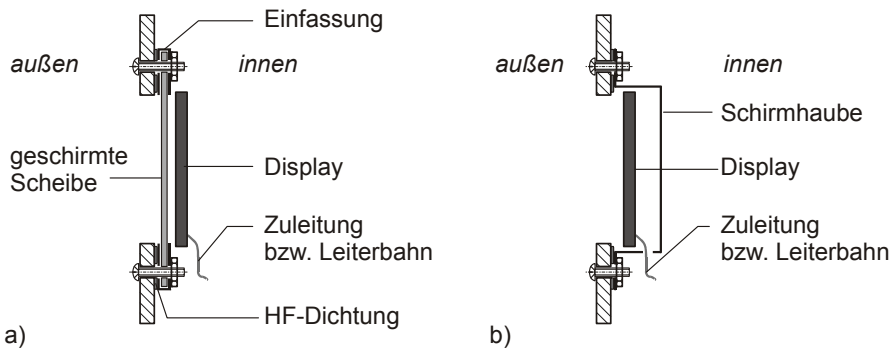 Einfassung
außen
innen
geschirmte
Scheibe
Display
Zuleitung
bzw. Leiterbahn
HF-Dichtung
a)
außen
innen
Schirmhaube
Display
Zuleitung
bzw. Leiterbahn
b)